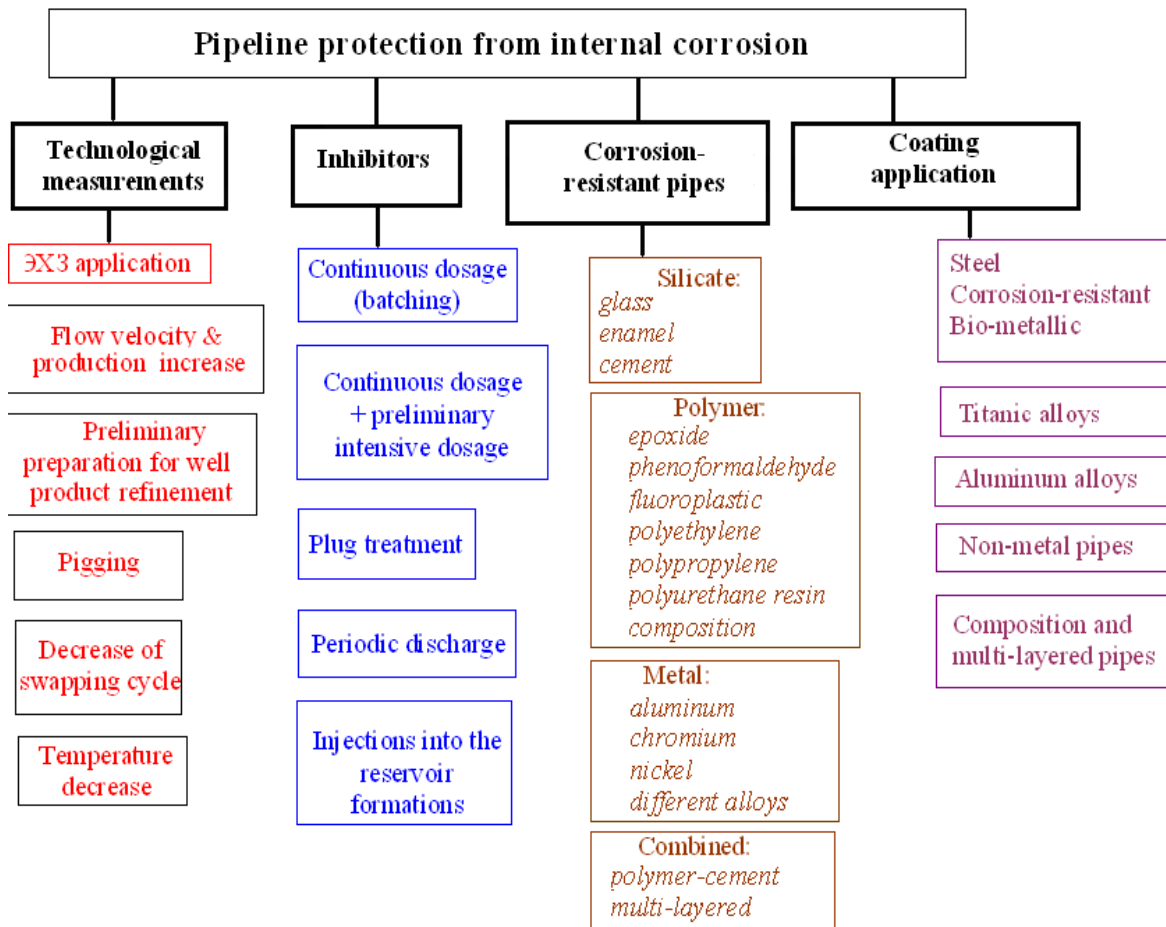 Pipeline protection from internal corrosion
Technological
measurements
ЭХЗ application
Flow velocity &
production increase
Preliminary
preparation for well
product refinement
Pigging
Decrease of
swapping cycle
Temperature
decrease
Inhibitors
Continuous dosage
(batching)
Continuous dosage
+ preliminary
intensive dosage
Plug treatment
Periodic discharge
Injections into the
reservoir
formations
Corrosion-
resistant pipes
Silicate:
glass
enamel
cement
Polymer:
epoxide
phenoformaldehyde
fluoroplastic
polyethylene
polypropylene
polyurethane resin
composition
Metal:
aluminum
chromium
nickel
different alloys
Combined:
polymer-cement
multi-layered
Coating
application
Steel
Corrosion-resistant
Bio-metallic
Titanic alloys
Aluminum alloys
Non-metal pipes
Composition and
multi-layered pipes